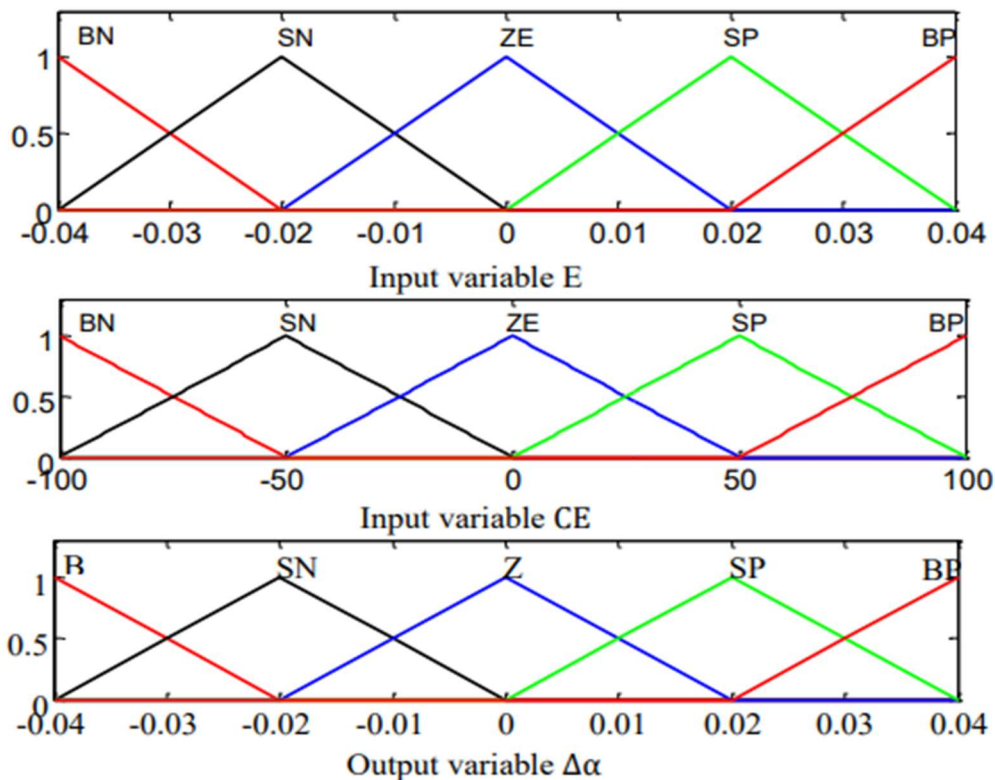 BN SN ZE SP BP
1
0.5
0
-0.04 -0.03 -0.02 -0.01 0 0.01 0.02 0.03 0.04
Input variable E
BN SN ZE SP BP
1
0.5
0
-100 -50 0 50 100
Input variable CE
B SN Z SP BP
1
0.5
0
-0.04 -0.03 -0.02 -0.01 0 0.01 0.02 0.03 0.04
Output variable Δα